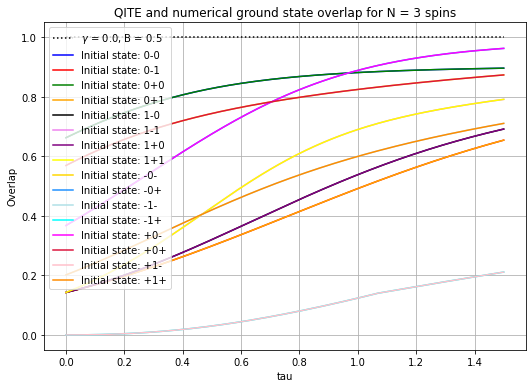 QITE and numerical ground state overlap for N = 3 spins
γ = 0.0, B = 0.5
Initial state: 0-0
Initial state: 0-1
Initial state: 0+0
Initial state: 0+1
Initial state: 1-0
Initial state: 1-1
Initial state: 1+0
Initial state: 1+1
Initial state: -0-
Initial state: -0+
Initial state: -1-
Initial state: -1+
Initial state: +0-
Initial state: +0+
Initial state: +1-
Initial state: +1+
Overlap
1.0
0.8
0.6
0.4
0.2
0.0
0.0 0.2 0.4 0.6 0.8 1.0 1.2 1.4
tau